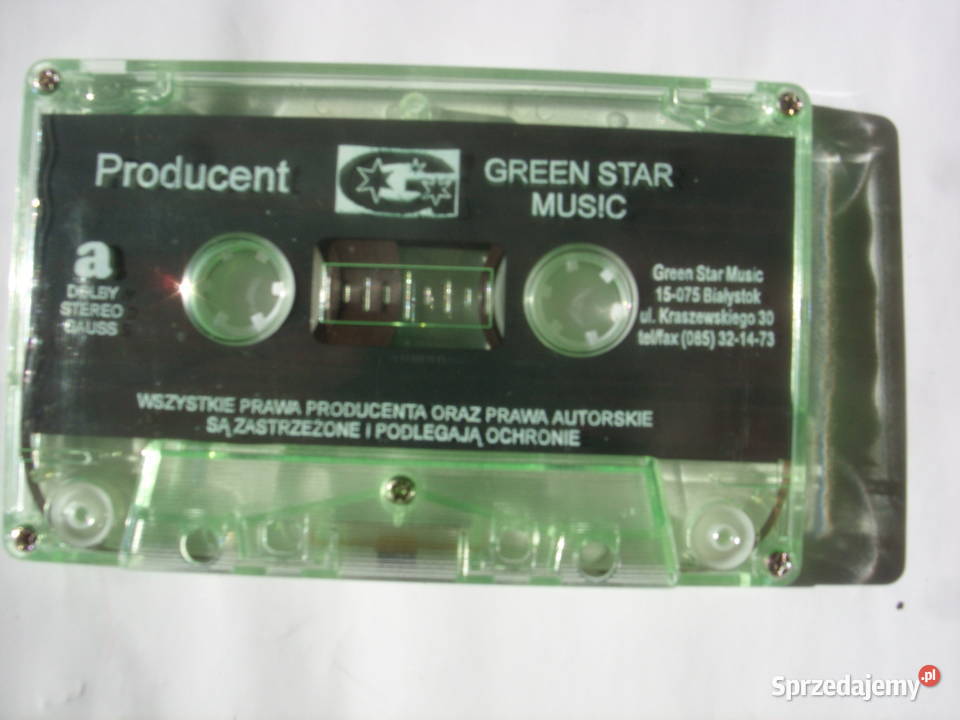 Producent
GREEN STAR
MUSIC
a
DOLBY
STEREO
GAUSS
Green Star Music
15-075 Białystok
ul. Kraszewskiego 30
tel/fax (085) 32-14-73
WSZYSTKIE PRAWA PRODUCENTA ORAZ PRAWA AUTORSKIE
SĄ ZASTRZEŻONE I PODLEGAJĄ OCHRONIE
Sprzedajemy.pl